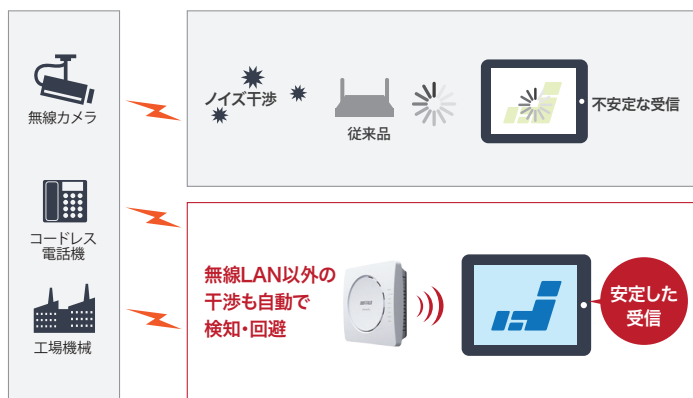 無線カメラ
コードレス
電話機
工場機械
ノイズ干渉
従来品
不安定な受信
無線LAN以外の
干渉も自動で
検知・回避
BUFFALO
安定した
受信